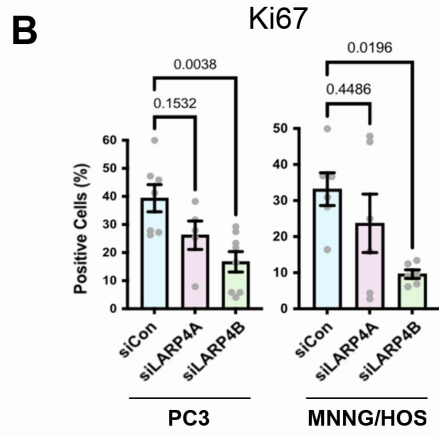 B
Ki67
0.0038
0.1532
Positive Cells (%)
60
50
40
30
20
10
0
siCon
siLARP4A
siLARP4B
PC3
0.0196
0.4486
50
40
30
20
10
0
siCon
siLARP4A
siLARP4B
MNNG/HOS